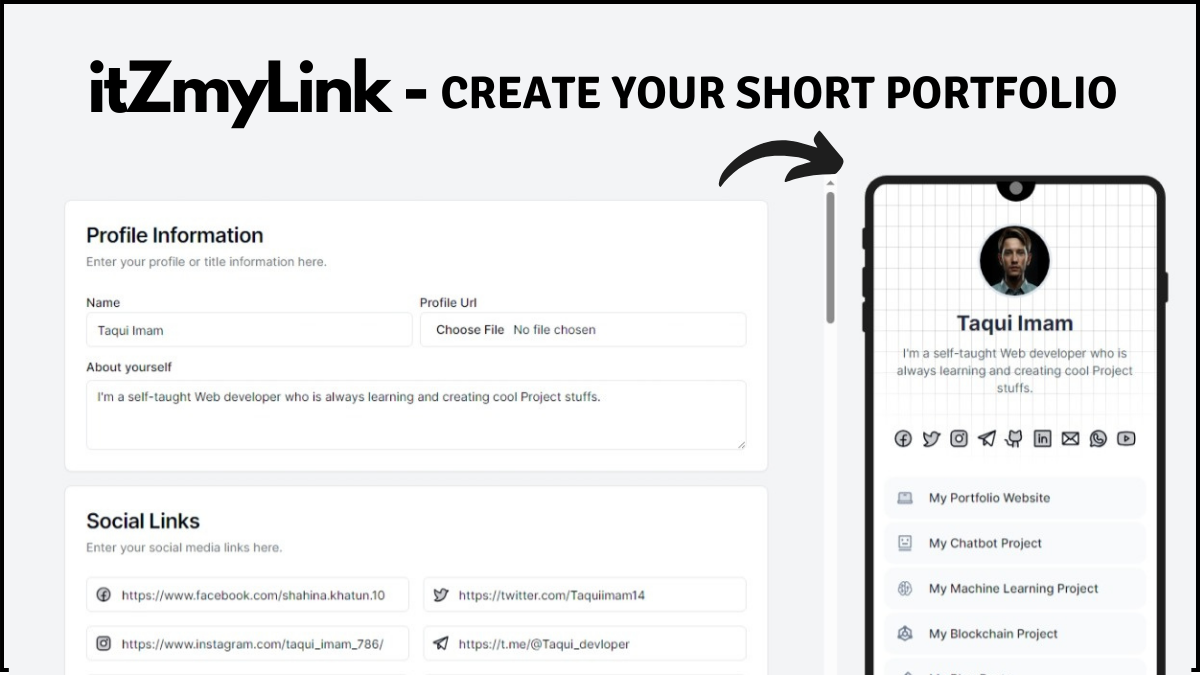 itZmyLink - CREATE YOUR SHORT PORTFOLIO
Profile Information
Enter your profile or title information here.
Name
Profile Url
Taqui Imam
Choose File No file chosen
About yourself
I'm a self-taught Web developer who is always learning and creating cool Project stuffs.
Social Links
Enter your social media links here.
https://www.facebook.com/shahina.khatun.10
https://twitter.com/Taquiimam14
https://www.instagram.com/taqui_imam_786/
https://t.me/@Taqui_devloper
Taqui Imam
I'm a self-taught Web developer who is
always learning and creating cool Project
stuffs.
in
My Portfolio Website
My Chatbot Project
My Machine Learning Project
My Blockchain Project